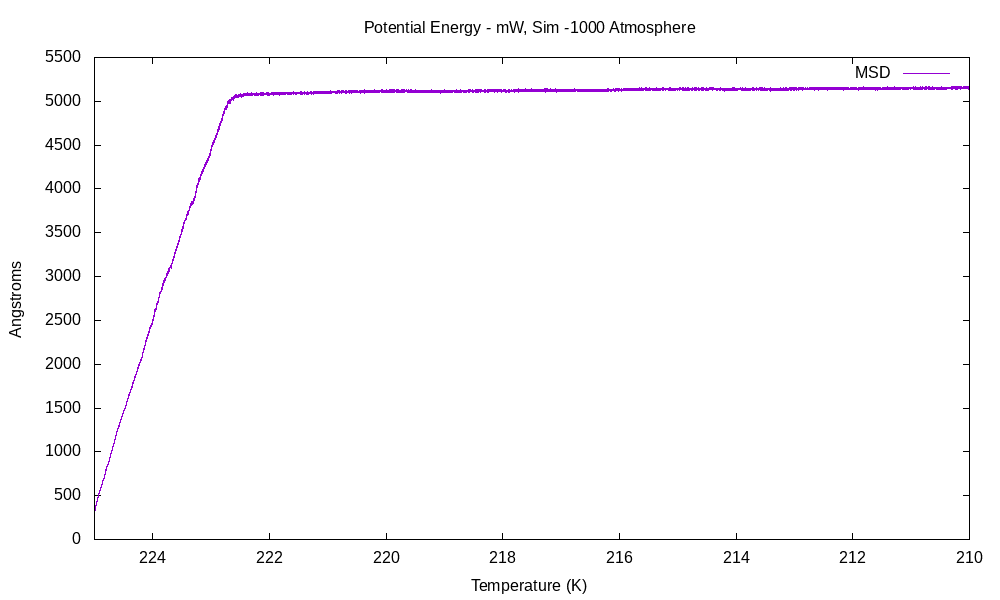 Potential Energy - mW, Sim -1000 Atmosphere
MSD
5500
5000
4500
4000
3500
3000
2500
2000
1500
1000
500
0
Angstroms
224 222 220 218 216 214 212 210
Temperature (K)